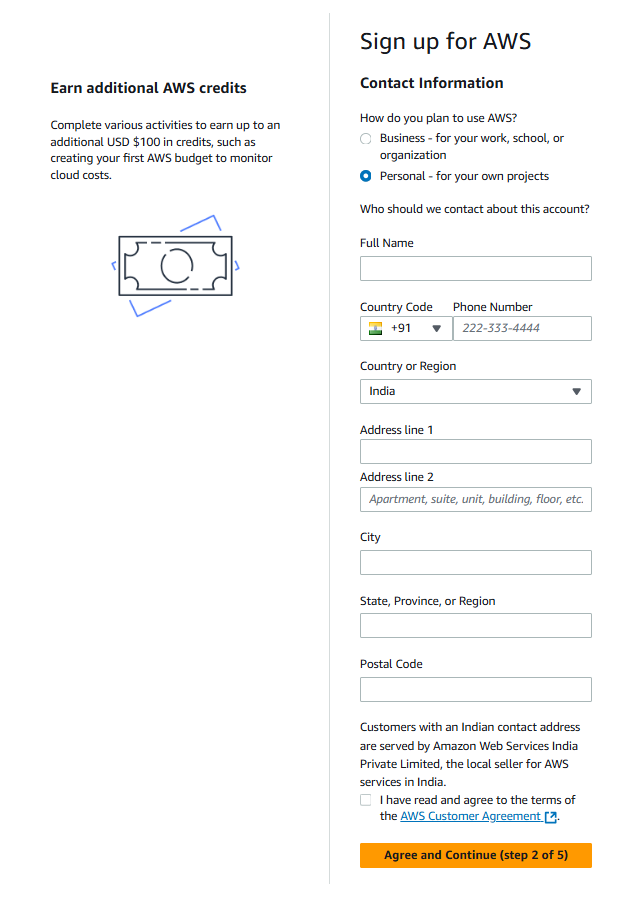 Earn additional AWS credits
Complete various activities to earn up to an
additional USD $100 in credits, such as
creating your first AWS budget to monitor
cloud costs.
Sign up for AWS
Contact Information
How do you plan to use AWS?
Business - for your work, school, or
organization
Personal - for your own projects
Who should we contact about this account?
Full Name
Country Code Phone Number
+91 222-333-4444
Country or Region
India
Address line 1
Address line 2
Apartment, suite, unit, building, floor, etc.
City
State, Province, or Region
Postal Code
Customers with an Indian contact address
are served by Amazon Web Services India
Private Limited, the local seller for AWS
services in India.
I have read and agree to the terms of
the AWS Customer Agreement.
Agree and Continue (step 2 of 5)